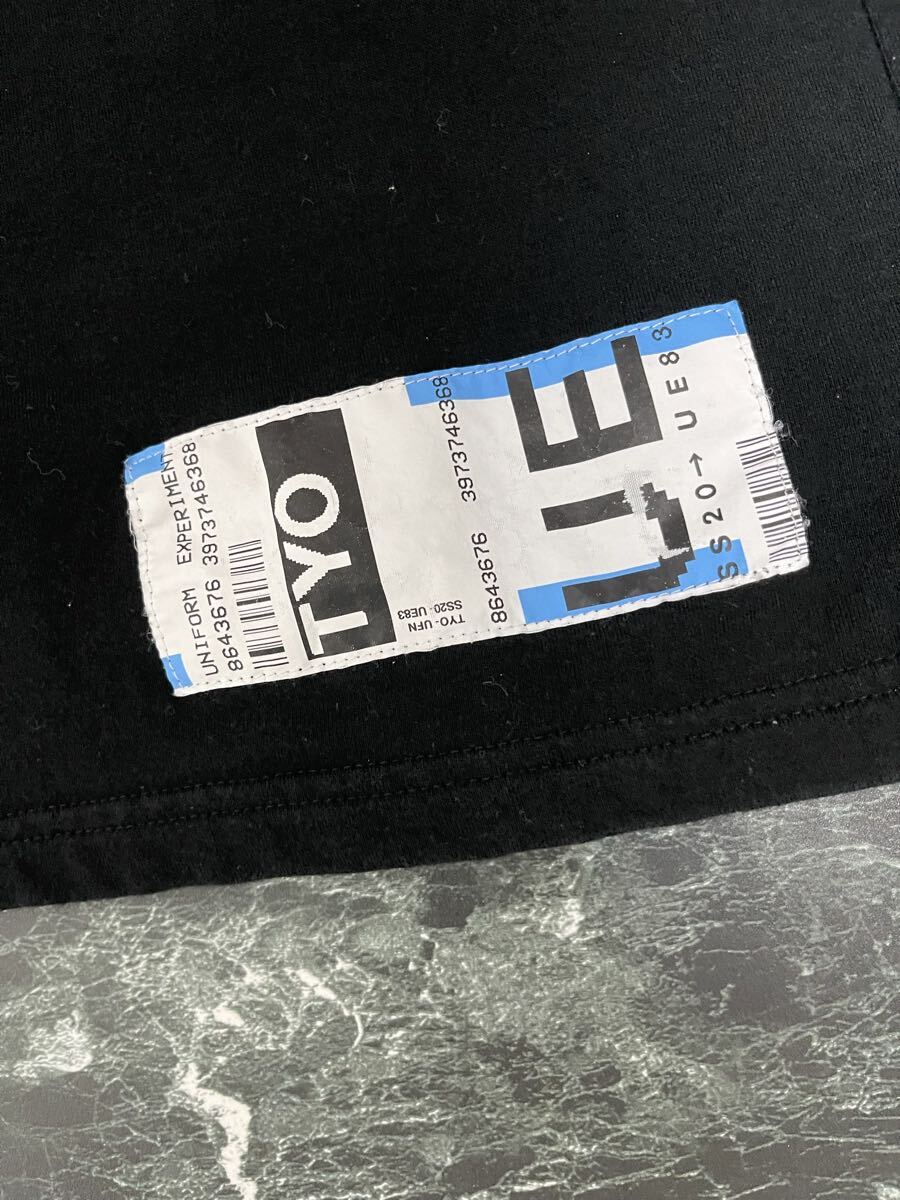 UNIFORM EXPERIMENT
8643676 3973746368
TYO
TYO-UFN
SS20-UE83
8643676 3973746368
UE
SS20→UE83